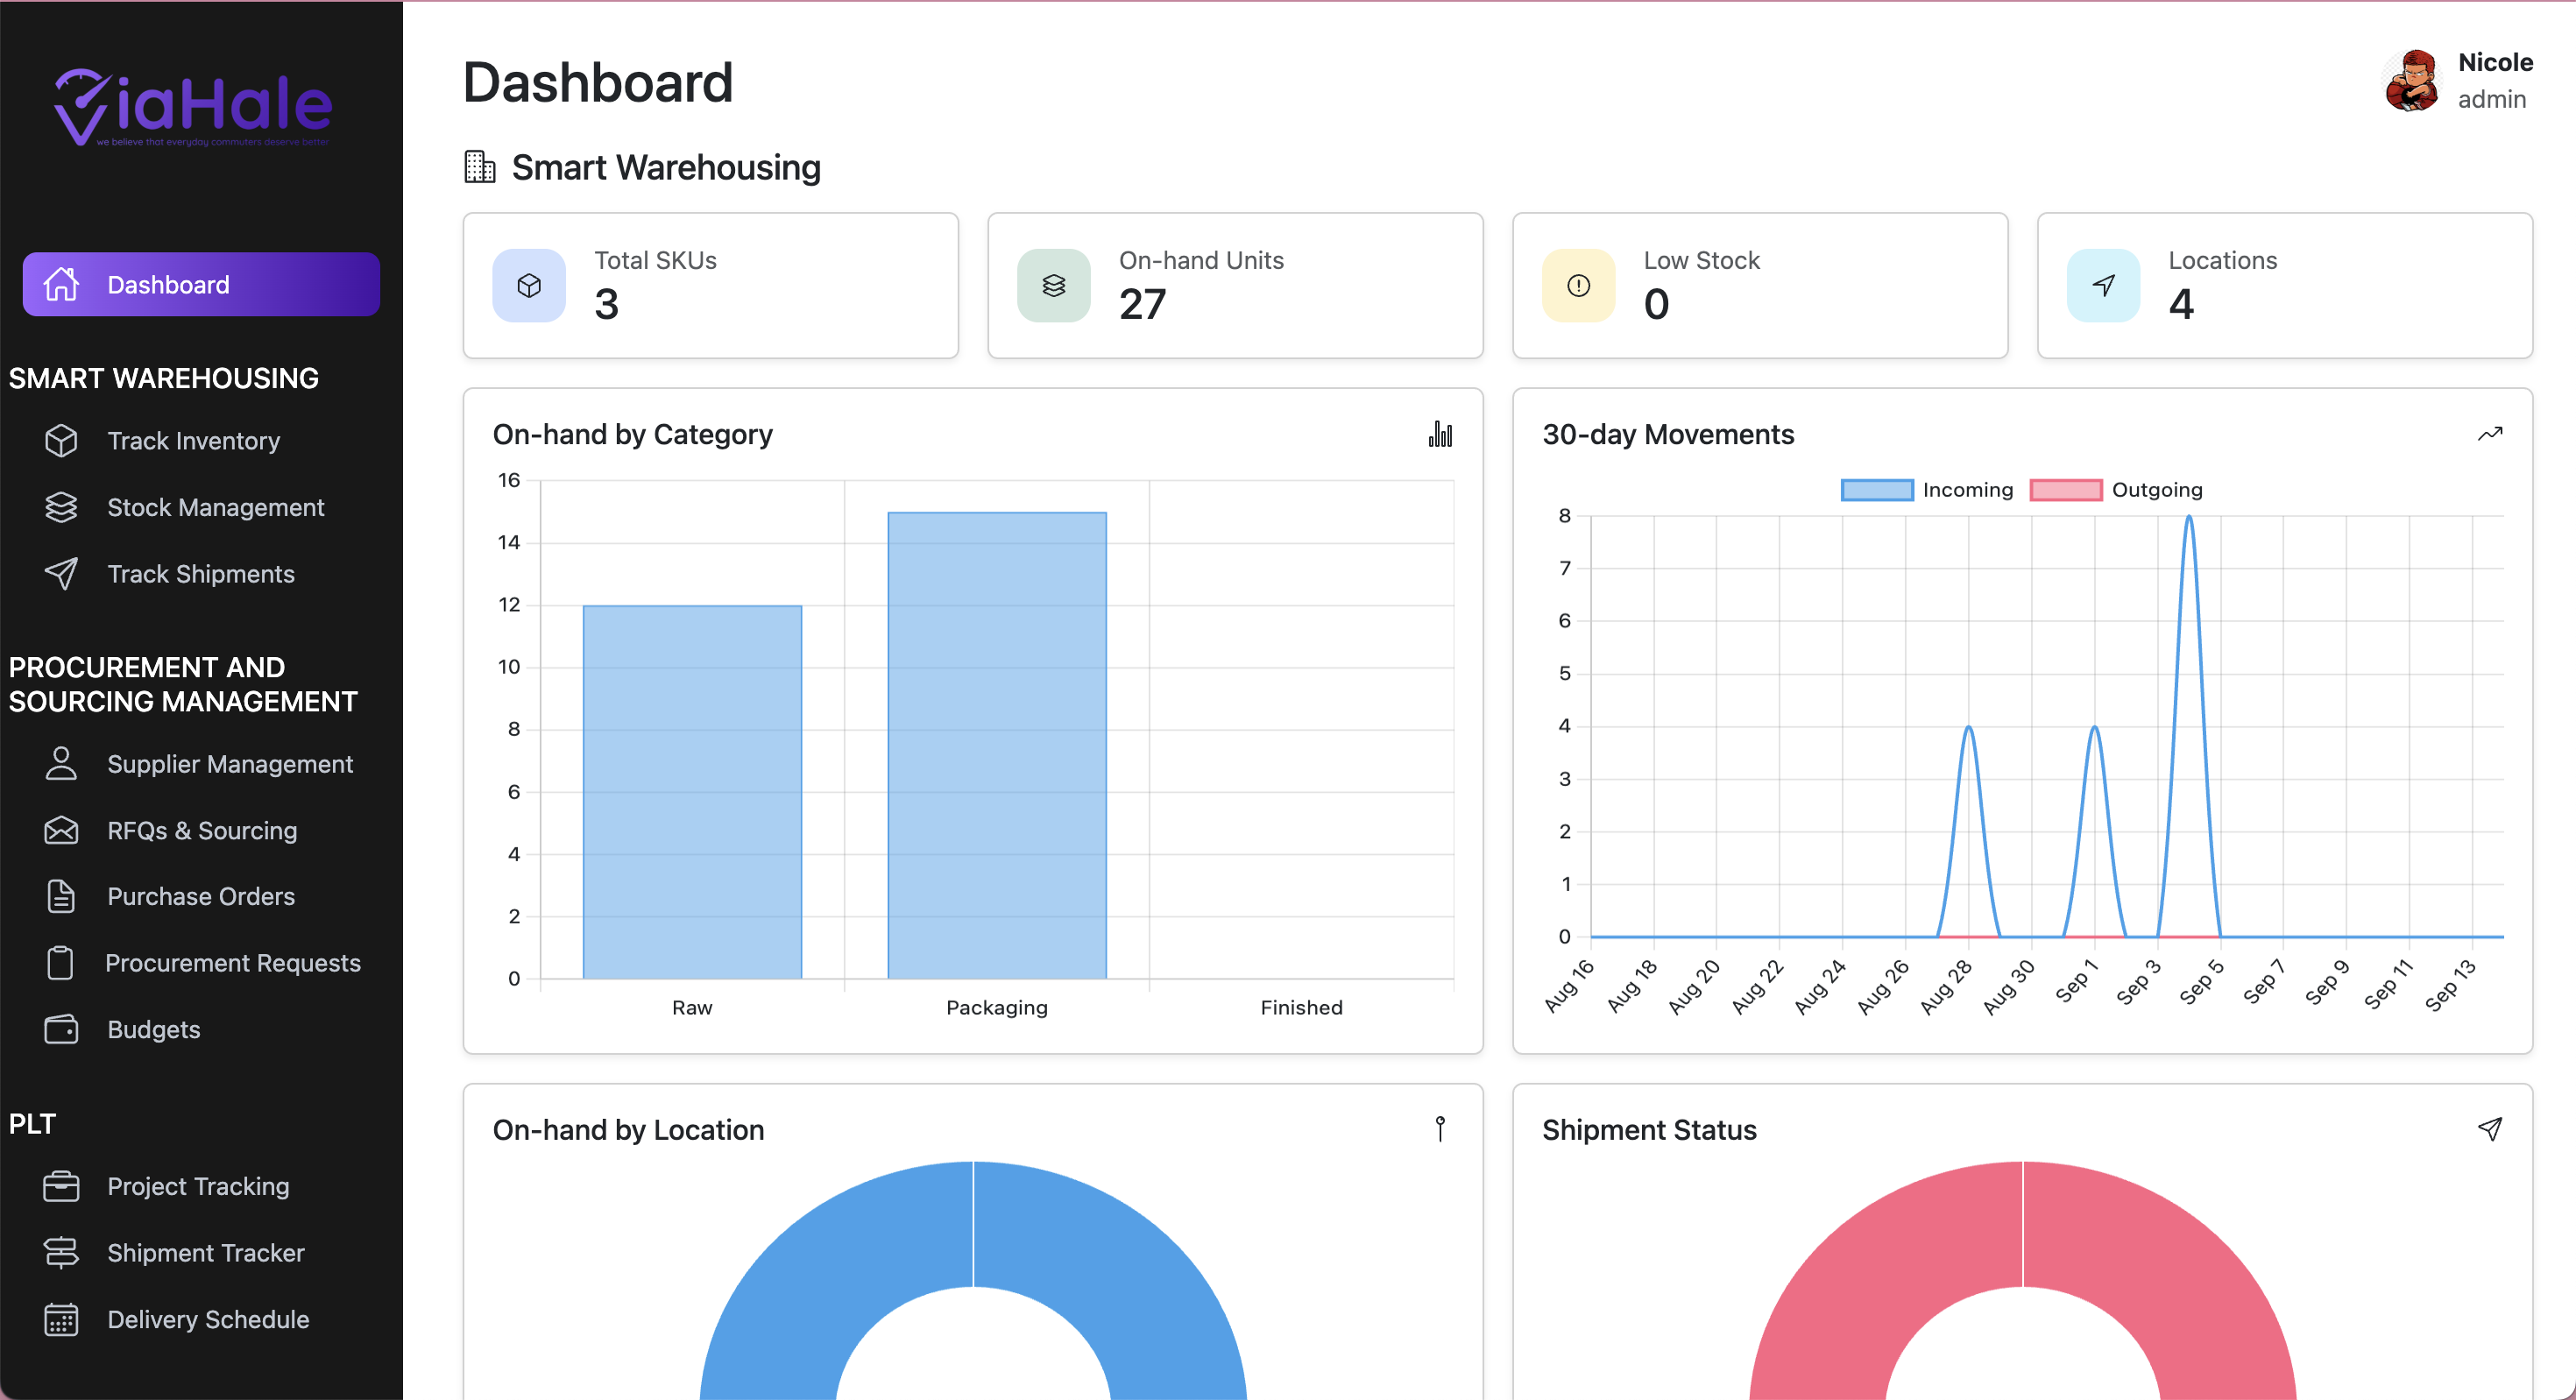 ViaHale
we believe that everyday commuters deserve better
Dashboard
SMART WAREHOUSING
Track Inventory
Stock Management
Track Shipments
PROCUREMENT AND
SOURCING MANAGEMENT
Supplier Management
RFQs & Sourcing
Purchase Orders
Procurement Requests
Budgets
PLT
Project Tracking
Shipment Tracker
Delivery Schedule
Dashboard
Nicole
admin
Smart Warehousing
Total SKUs
3
On-hand Units
27
Low Stock
0
Locations
4
On-hand by Category
16
14
12
10
8
6
4
2
0
Raw
Packaging
Finished
30-day Movements
Incoming
Outgoing
8
7
6
5
4
3
2
1
0
Aug 16
Aug 18
Aug 20
Aug 22
Aug 24
Aug 26
Aug 28
Aug 30
Sep 1
Sep 3
Sep 5
Sep 7
Sep 9
Sep 11
Sep 13
On-hand by Location
Shipment Status